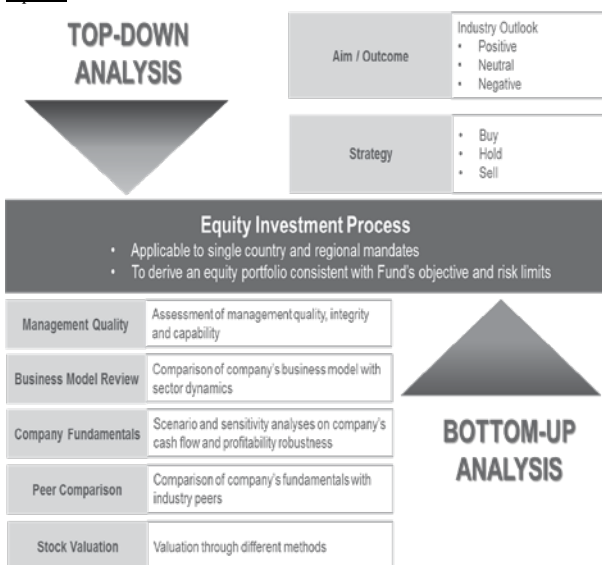 TOP-DOWN
ANALYSIS
Aim / Outcome
Industry Outlook
• Positive
• Neutral
• Negative
Strategy
• Buy
• Hold
• Sell
Equity Investment Process
• Applicable to single country and regional mandates
• To derive an equity portfolio consistent with Fund's objective and risk limits
Management Quality
Assessment of management quality, integrity
and capability
Business Model Review
Comparison of company's business model with
sector dynamics
Company Fundamentals
Scenario and sensitivity analyses on company's
cash flow and profitability robustness
Peer Comparison
Comparison of company's fundamentals with
industry peers
Stock Valuation
Valuation through different methods
BOTTOM-UP
ANALYSIS